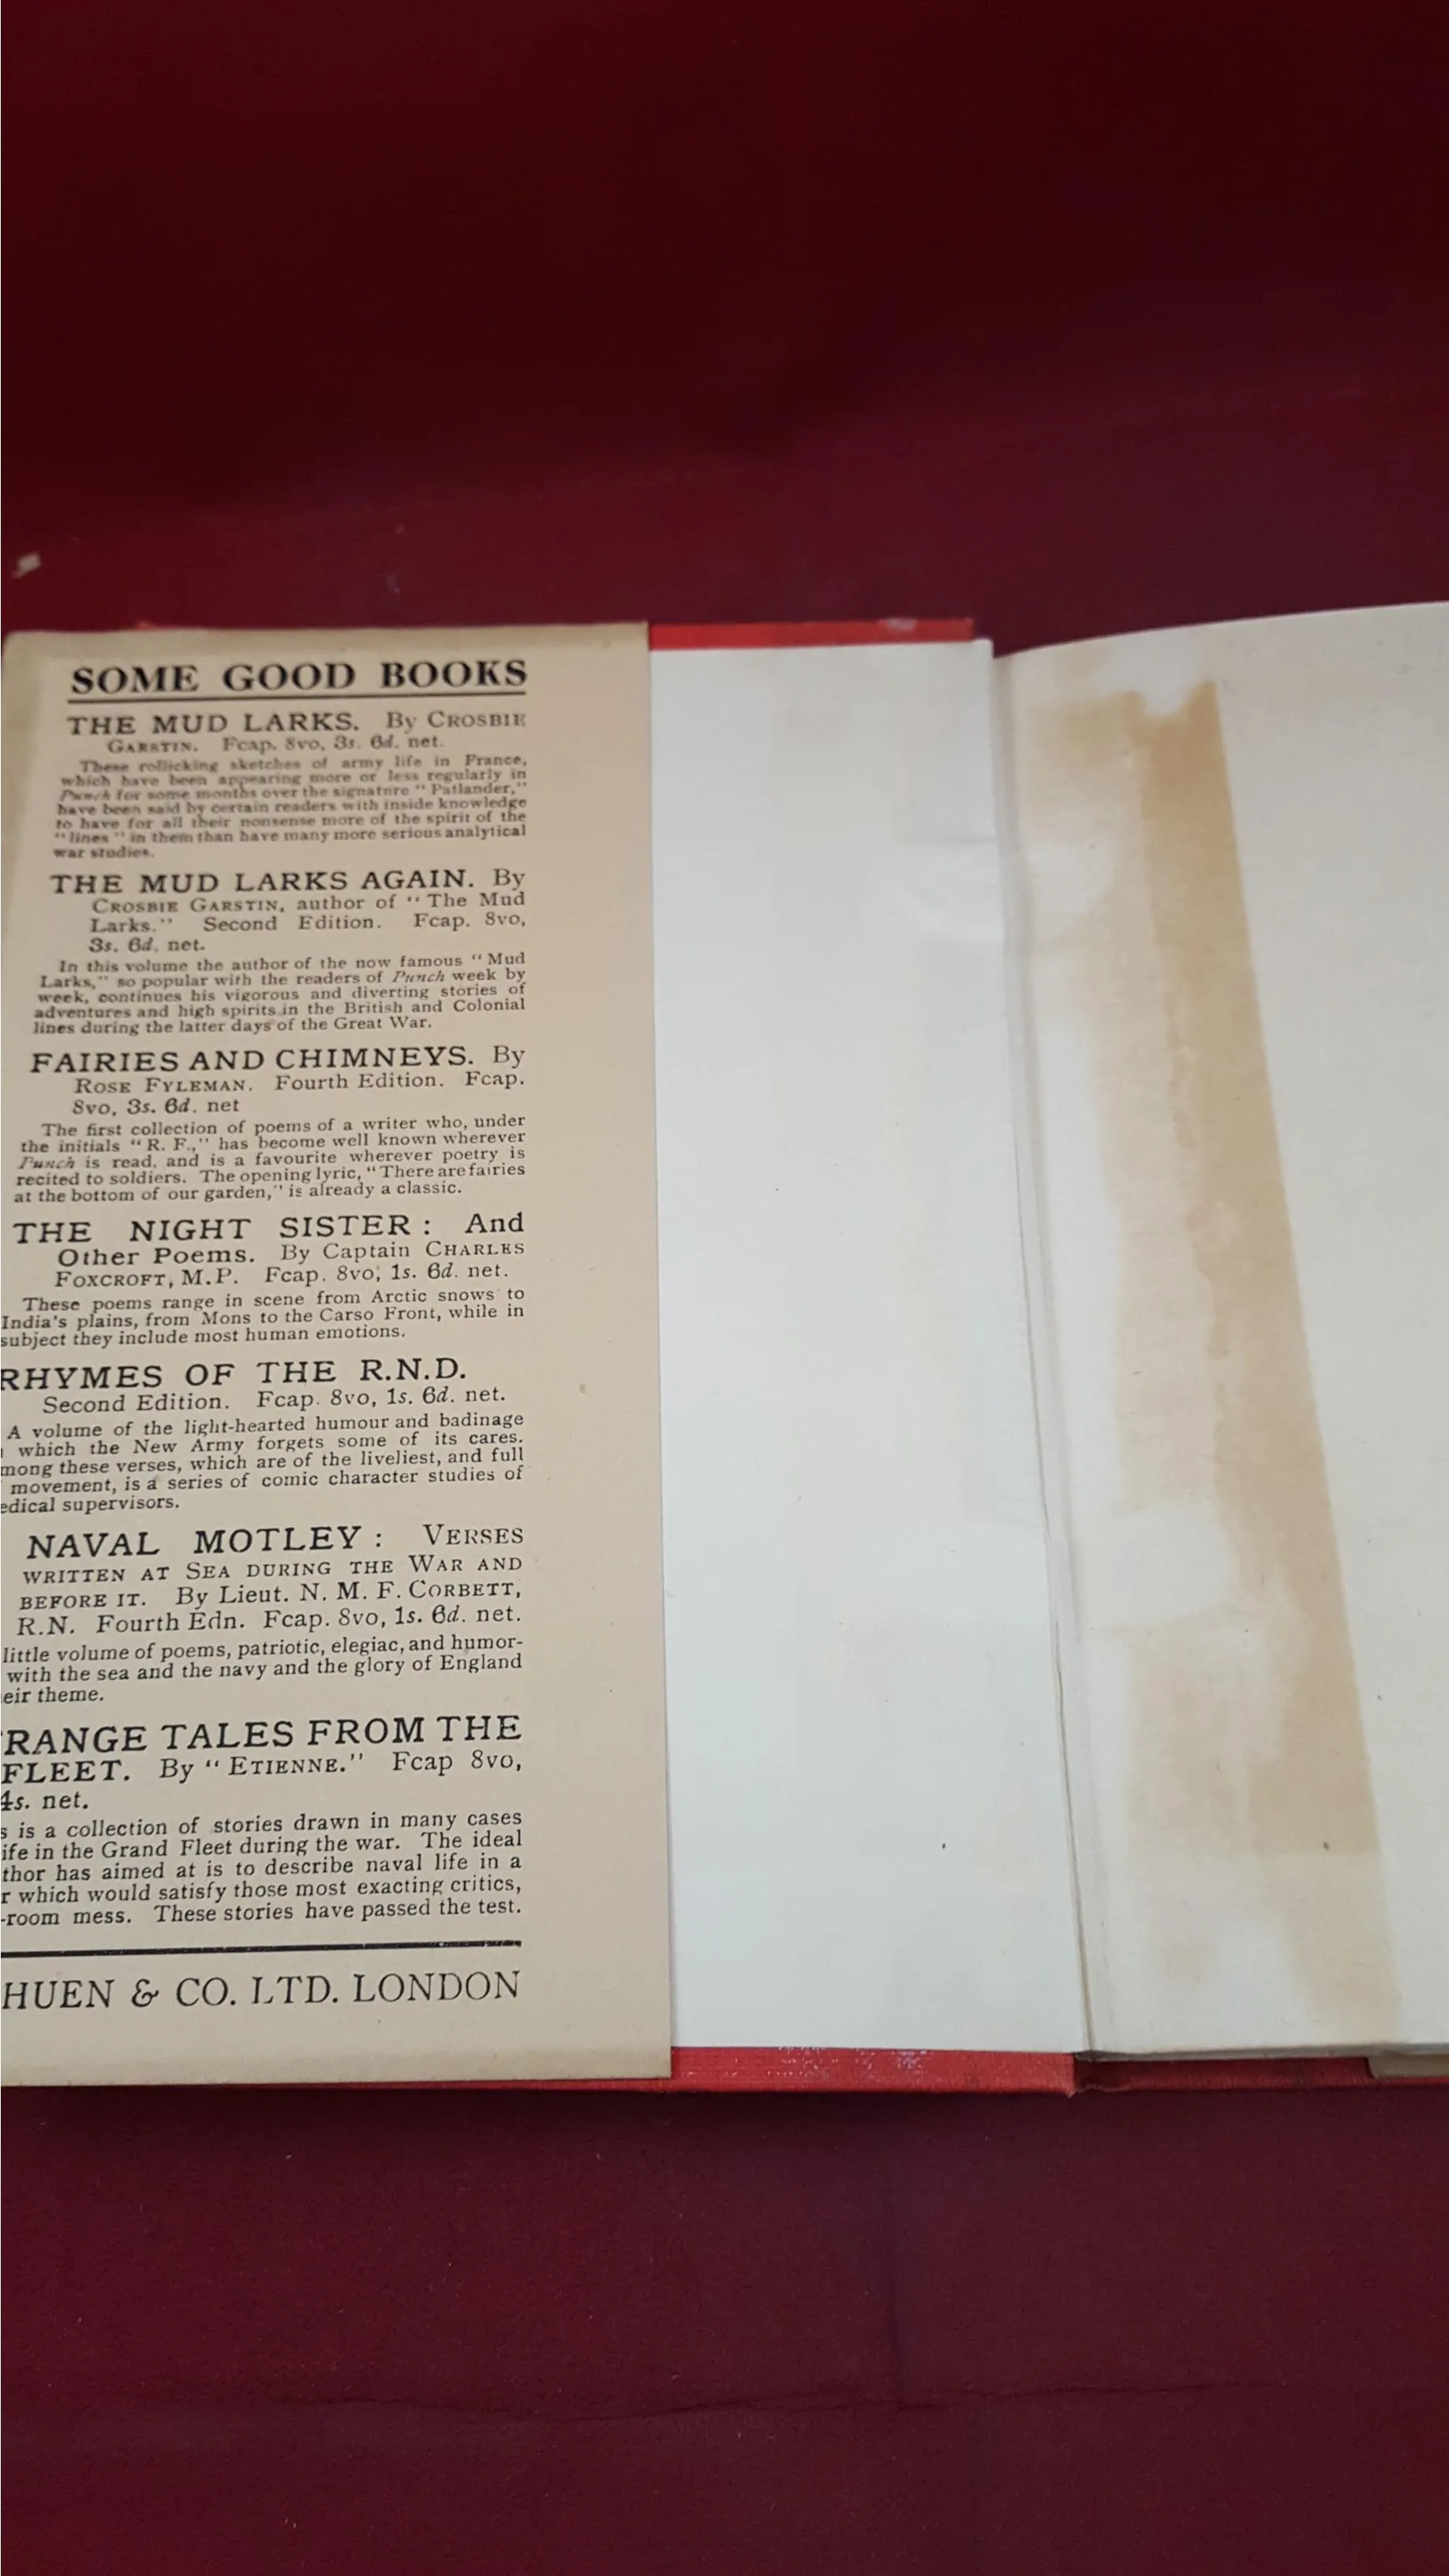 SOME GOOD BOOKS
THE MUD LARKS. By CROSBIE
GARSTIN. Fcap. 8vo, 3s. 6d. net.
These rollicking sketches of army life in France,
which have been appearing more or less regularly in
Punch for some months over the signature "Patlander,"
have been said by certain readers with inside knowledge
to have for all their nonsense more of the spirit of the
"lines" in them than have many more serious analytical
war studies.
THE MUD LARKS AGAIN. By
CROSBIE GARSTIN, author of "The Mud
Larks." Second Edition. Fcap. 8vo,
3s. 6d. net.
In this volume the author of the now famous "Mud
Larks," so popular with the readers of Punch week by
week, continues his vigorous and diverting stories of
adventures and high spirits in the British and Colonial
lines during the latter days of the Great War.
FAIRIES AND CHIMNEYS. By
ROSE FYLEMAN. Fourth Edition. Fcap.
8vo, 3s. 6d. net
The first collection of poems of a writer who, under
the initials "R. F.," has become well known wherever
Punch is read, and is a favourite wherever poetry is
recited to soldiers. The opening lyric, "There are fairies
at the bottom of our garden," is already a classic.
THE NIGHT SISTER: And
Other Poems. By Captain CHARLES
FOXCROFT, M.P. Fcap. 8vo, 1s. 6d. net.
These poems range in scene from Arctic snows to
India's plains, from Mons to the Carso Front, while in
subject they include most human emotions.
RHYMES OF THE R.N.D.
Second Edition. Fcap. 8vo, 1s. 6d. net.
A volume of the light-hearted humour and badinage
which the New Army forgets some of its cares.
mong these verses, which are of the liveliest, and full
movement, is a series of comic character studies of
edical supervisors.
NAVAL MOTLEY: VERSES
WRITTEN AT SEA DURING THE WAR AND
BEFORE IT. By Lieut. N. M. F. CORBETT,
R.N. Fourth Edn. Fcap. 8vo, 1s. 6d. net.
little volume of poems, patriotic, elegiac, and humor-
with the sea and the navy and the glory of England
eir theme.
RANGE TALES FROM THE
FLEET. By "ETIENNE." Fcap 8vo,
4s. net.
s is a collection of stories drawn in many cases
ife in the Grand Fleet during the war. The ideal
thor has aimed at is to describe naval life in a
r which would satisfy those most exacting critics,
-room mess. These stories have passed the test.
HUEN & CO. LTD. LONDON